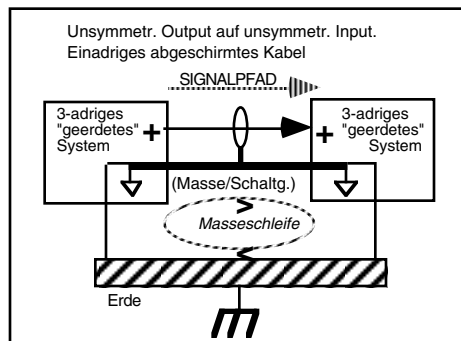 Unsymmetr. Output auf unsymmetr. Input.
Einadriges abgeschirmtes Kabel
SIGNALPFAD
3-adriges
"geerdetes"
System
+
3-adriges
"geerdetes"
System
+
(Masse/Schaltg.)
Masseschleife
Erde